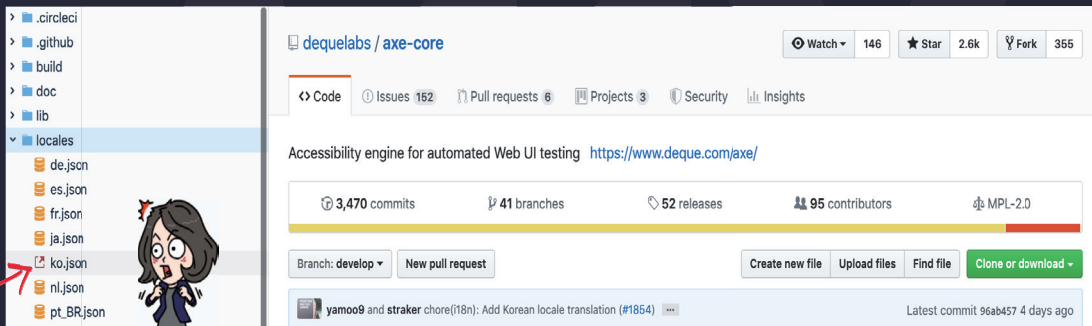 .circleci
.github
build
doc
lib
locales
de.json
es.json
fr.json
ja.json
ko.json
nl.json
pt_BR.json
dequelabs / axe-core
Watch 146 Star 2.6k Fork 355
Code Issues 152 Pull requests 6 Projects 3 Security Insights
Accessibility engine for automated Web UI testing https://www.deque.com/axe/
3,470 commits 41 branches 52 releases 95 contributors MPL-2.0
Branch: develop New pull request Create new file Upload files Find file Clone or download
yamoo9 and straker chore(i18n): Add Korean locale translation (#1854) ... Latest commit 96ab457 4 days ago